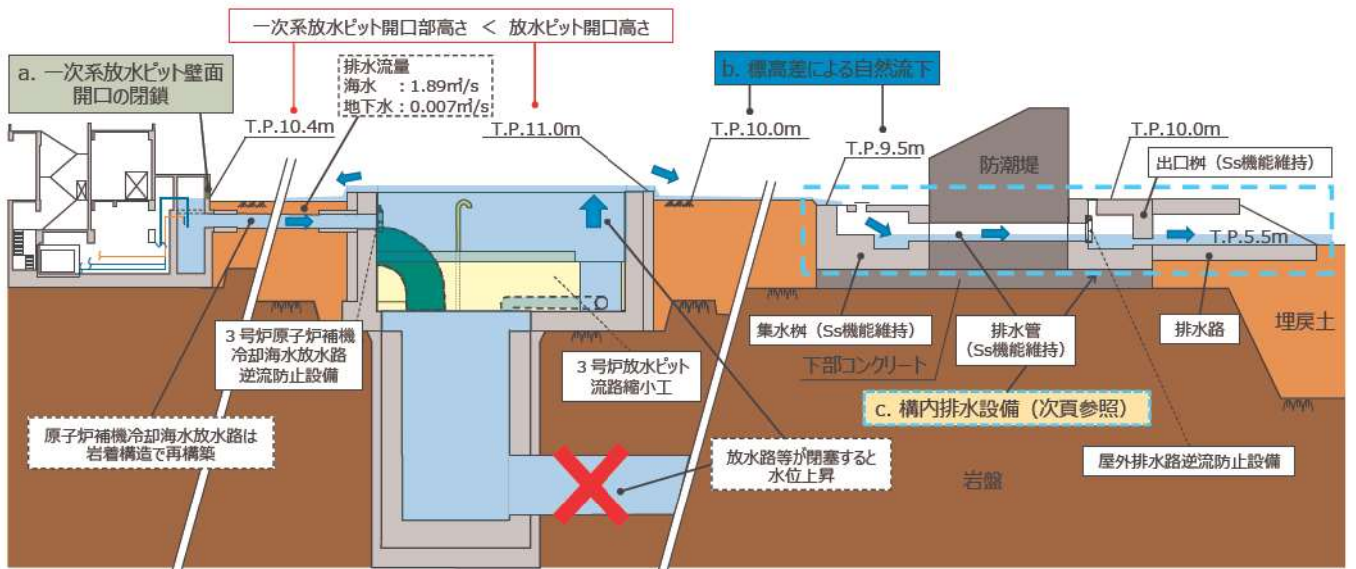 一次系放水ピット開口部高さ ＜ 放水ピット開口高さ
a. 一次系放水ピット壁面
開口の閉鎖
排水流量
海水 ：1.89㎥/s
地下水：0.007㎥/s
b. 標高差による自然流下
T.P.10.4m
T.P.11.0m
T.P.10.0m
T.P.9.5m
防潮堤
T.P.10.0m
出口桝（Ss機能維持）
T.P.5.5m
3号炉原子炉補機
冷却海水放水路
逆流防止設備
3号炉放水ピット
流路縮小工
集水桝（Ss機能維持）
下部コンクリート
排水管
（Ss機能維持）
排水路
埋戻土
c. 構内排水設備（次頁参照）
原子炉補機冷却海水放水路は
岩着構造で再構築
放水路等が閉塞すると
水位上昇
屋外排水路逆流防止設備
岩盤